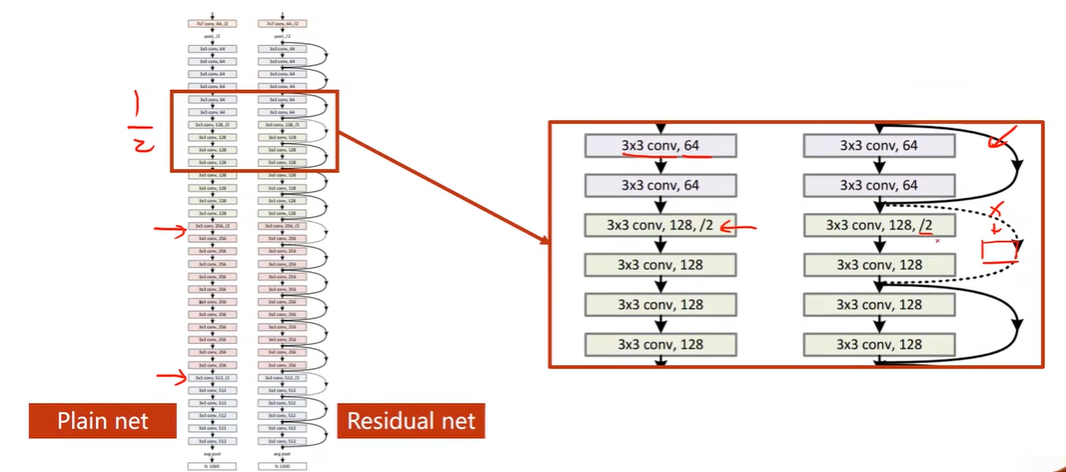 7x7 conv, 64, /2
pool, /2
3x3 conv, 64
3x3 conv, 64
3x3 conv, 64
3x3 conv, 64
3x3 conv, 64
3x3 conv, 64
3x3 conv, 128, /2
3x3 conv, 128
3x3 conv, 128
3x3 conv, 128
3x3 conv, 128
3x3 conv, 128
3x3 conv, 128
3x3 conv, 128
3x3 conv, 256, /2
3x3 conv, 256
3x3 conv, 256
3x3 conv, 256
3x3 conv, 256
3x3 conv, 256
3x3 conv, 256
3x3 conv, 256
3x3 conv, 256
3x3 conv, 256
3x3 conv, 256
3x3 conv, 256
3x3 conv, 512, /2
3x3 conv, 512
3x3 conv, 512
3x3 conv, 512
3x3 conv, 512
3x3 conv, 512
avg pool
fc 1000
7x7 conv, 64, /2
pool, /2
3x3 conv, 64
3x3 conv, 64
3x3 conv, 64
3x3 conv, 64
3x3 conv, 64
3x3 conv, 64
3x3 conv, 128, /2
3x3 conv, 128
3x3 conv, 128
3x3 conv, 128
3x3 conv, 128
3x3 conv, 128
3x3 conv, 128
3x3 conv, 128
3x3 conv, 256, /2
3x3 conv, 256
3x3 conv, 256
3x3 conv, 256
3x3 conv, 256
3x3 conv, 256
3x3 conv, 256
3x3 conv, 256
3x3 conv, 256
3x3 conv, 256
3x3 conv, 256
3x3 conv, 256
3x3 conv, 512, /2
3x3 conv, 512
3x3 conv, 512
3x3 conv, 512
3x3 conv, 512
3x3 conv, 512
avg pool
fc 1000
1
2
Plain net
Residual net
3x3 conv, 64
3x3 conv, 64
3x3 conv, 128, /2
3x3 conv, 128
3x3 conv, 128
3x3 conv, 128
3x3 conv, 64
3x3 conv, 64
3x3 conv, 128, /2
3x3 conv, 128
3x3 conv, 128
3x3 conv, 128
x